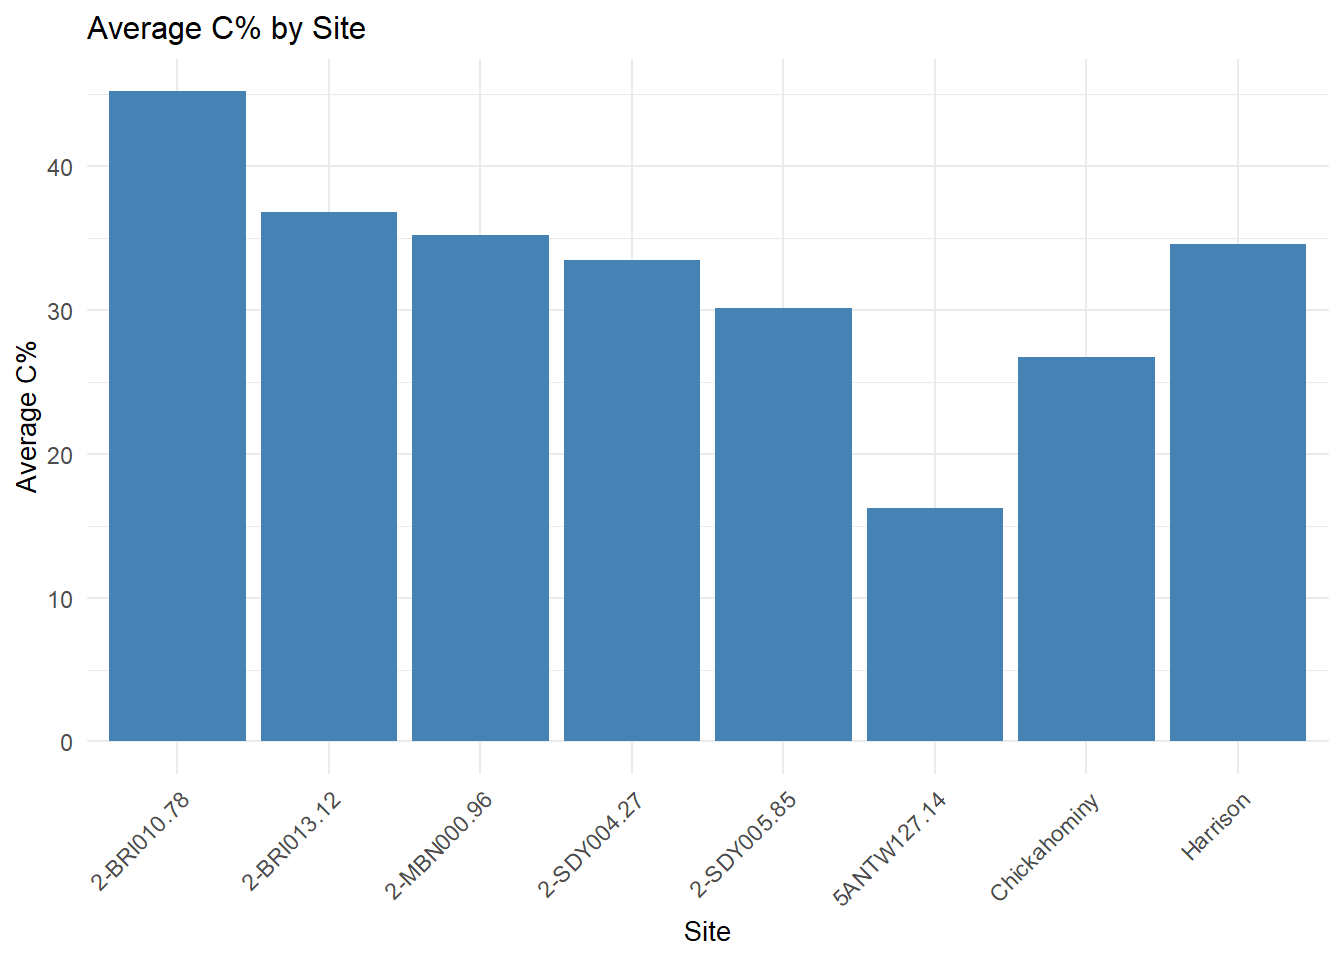 Average C% by Site
Average C%
40
30
20
10
0
2-BRI010.78
2-BRI013.12
2-MBN000.96
2-SDY004.27
2-SDY005.85
5ANTW127.14
Chickahominy
Harrison
Site